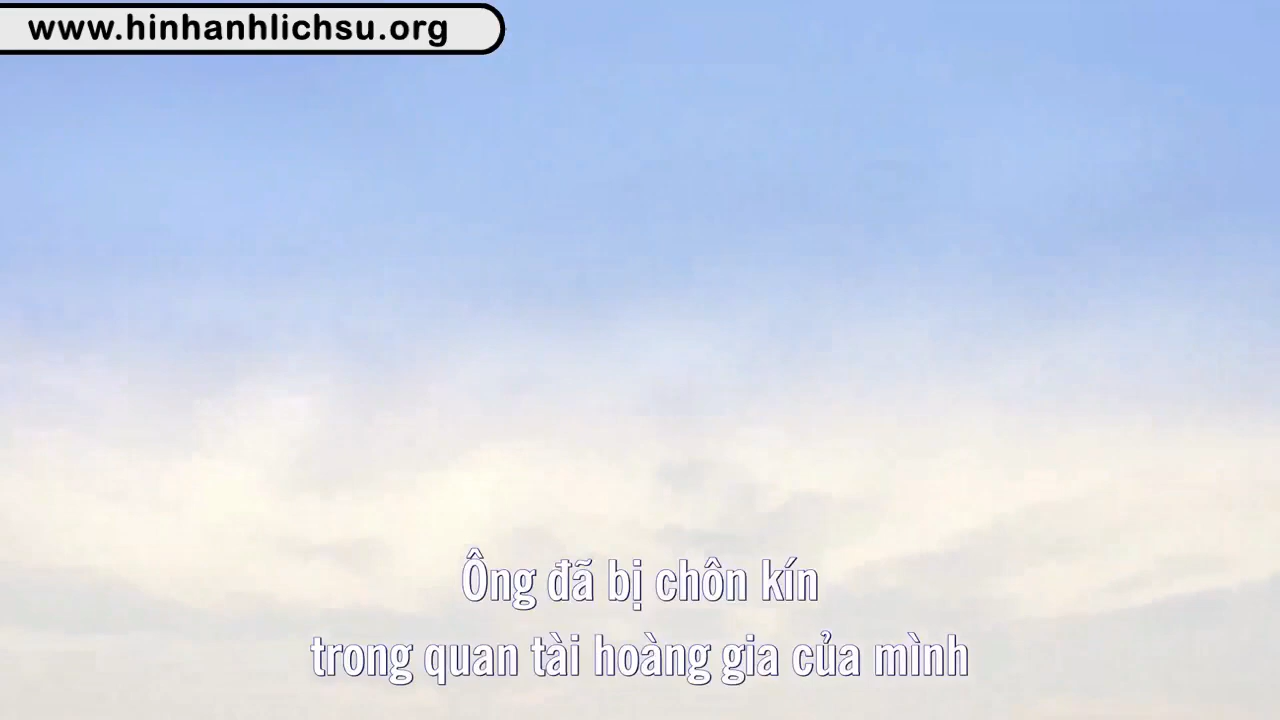 www.hinhanhlichsu.org
Ông đã bị chôn kín
trong quan tài hoàng gia của mình